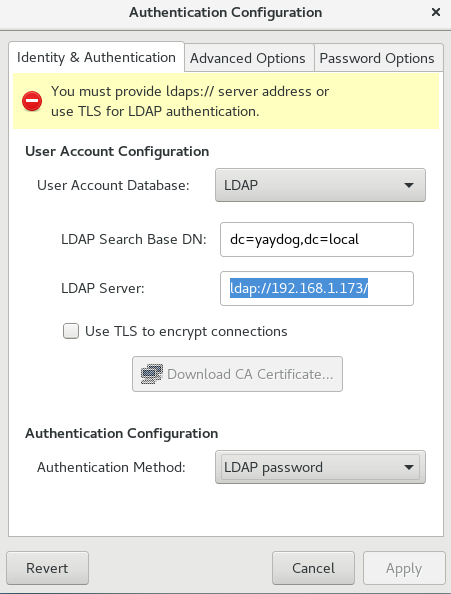 Authentication Configuration
Identity & Authentication
Advanced Options
Password Options
You must provide ldaps:// server address or
use TLS for LDAP authentication.
User Account Configuration
User Account Database:
LDAP
LDAP Search Base DN:
dc=yaydog,dc=local
LDAP Server:
ldap://192.168.1.173/
Use TLS to encrypt connections
Download CA Certificate...
Authentication Configuration
Authentication Method:
LDAP password
Revert
Cancel
Apply